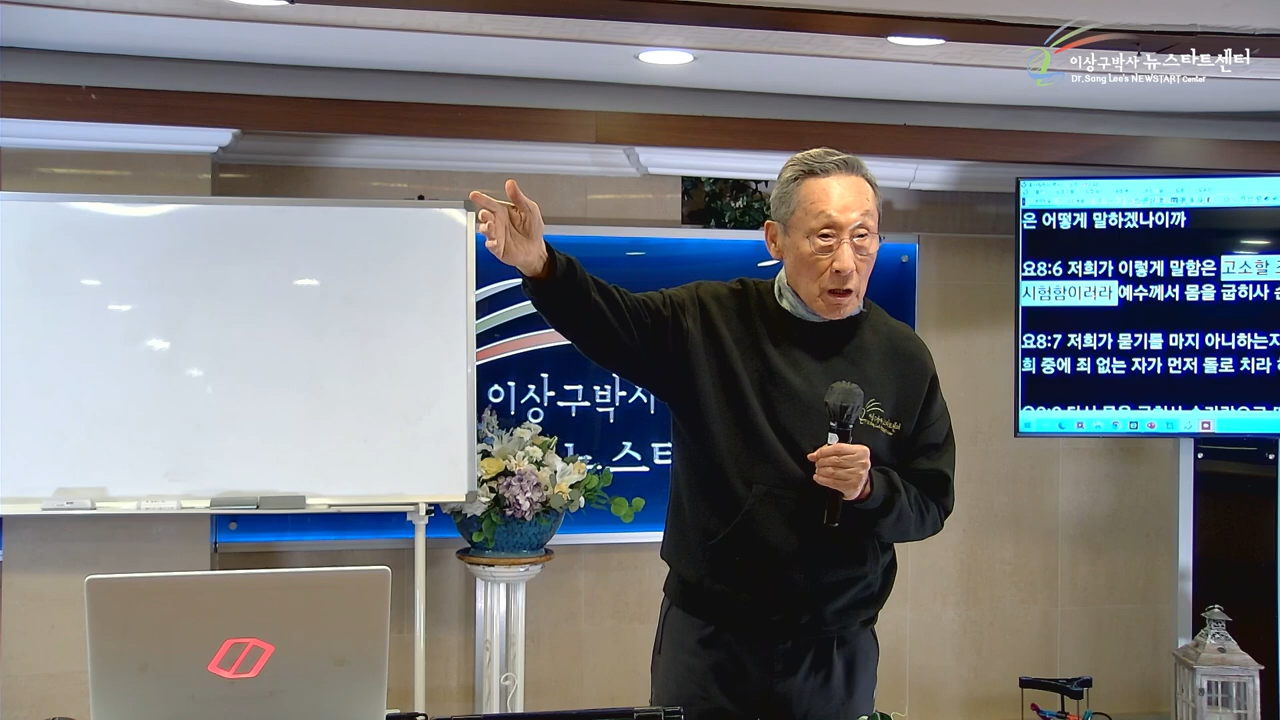 이상구박사 뉴스타트센터
Dr. Sang Lee's NEWSTART Center
은 어떻게 말하겠나이까
요8:6 저희가 이렇게 말함은 고소할
시험함이러라 예수께서 몸을 굽히사
요8:7 저희가 묻기를 마지 아니하는지
희 중에 죄 없는 자가 먼저 돌로 치라
이상구박사
뉴스타